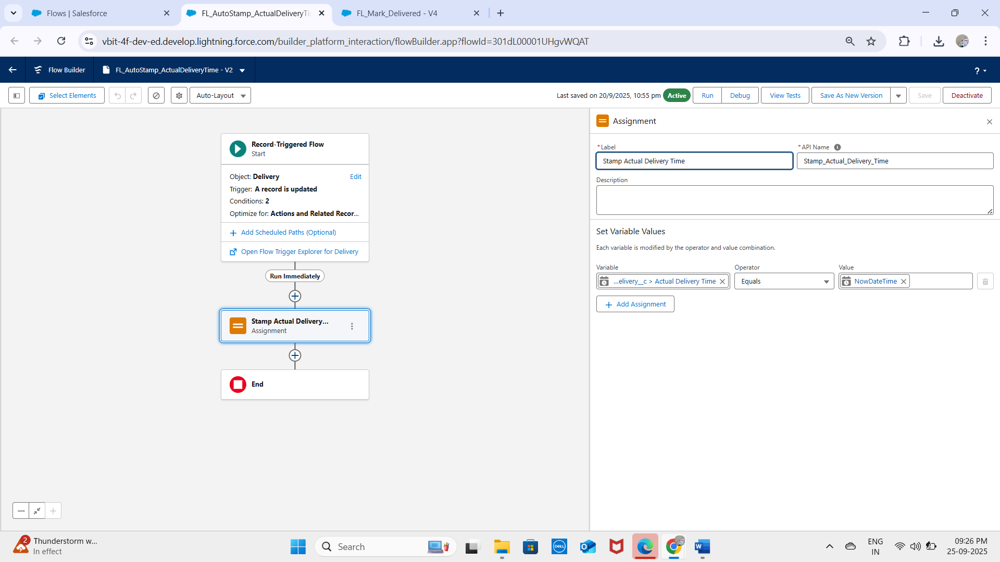 Flows | Salesforce
FL_AutoStamp_ActualDeliveryTi
FL_Mark_Delivered - V4
vbit-4f-dev-ed.develop.lightning.force.com/builder_platform_interaction/flowBuilder.app?flowId=301dL00001UHgvWQAT
Flow Builder
FL_AutoStamp_ActualDeliveryTime - V2
?
Select Elements
Auto-Layout
Last saved on 20/9/2025, 10:55 pm
Active
Run
Debug
View Tests
Save As New Version
Save
Deactivate
Record-Triggered Flow
Start
Object: Delivery
Edit
Trigger: A record is updated
Conditions: 2
Optimize for: Actions and Related Recor...
Add Scheduled Paths (Optional)
Open Flow Trigger Explorer for Delivery
Run Immediately
Stamp Actual Delivery...
Assignment
End
Assignment
* Label
Stamp Actual Delivery Time
* API Name
Stamp_Actual_Delivery_Time
Description
Set Variable Values
Each variable is modified by the operator and value combination.
Variable
...elivery__c > Actual Delivery Time
Operator
Equals
Value
NowDateTime
Add Assignment
2
Thunderstorm w...
In effect
Search
DELL
ENG
IN
09:26 PM
25-09-2025